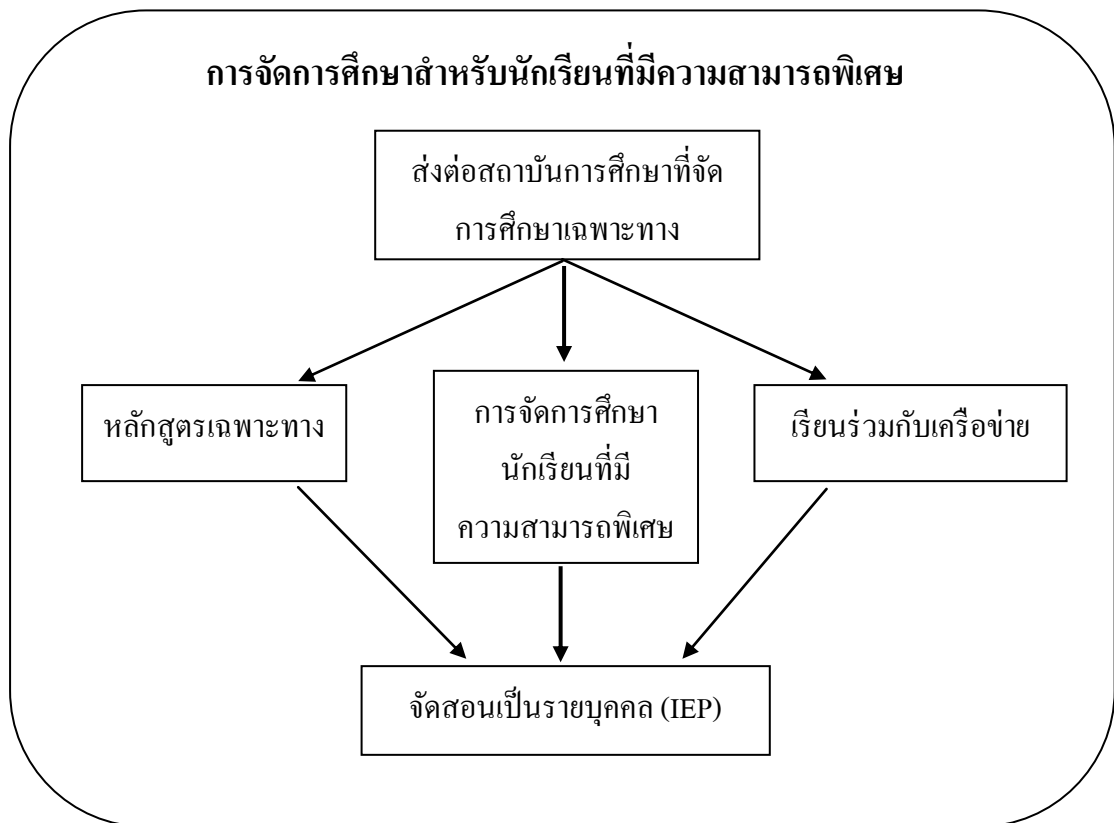 การจัดการศึกษาสำหรับนักเรียนที่มีความสามารถพิเศษ
ส่งต่อสถาบันการศึกษาที่จัด
การศึกษาเฉพาะทาง
หลักสูตรเฉพาะทาง
การจัดการศึกษา
นักเรียนที่มี
ความสามารถพิเศษ
เรียนร่วมกับเครือข่าย
จัดสอนเป็นรายบุคคล (IEP)